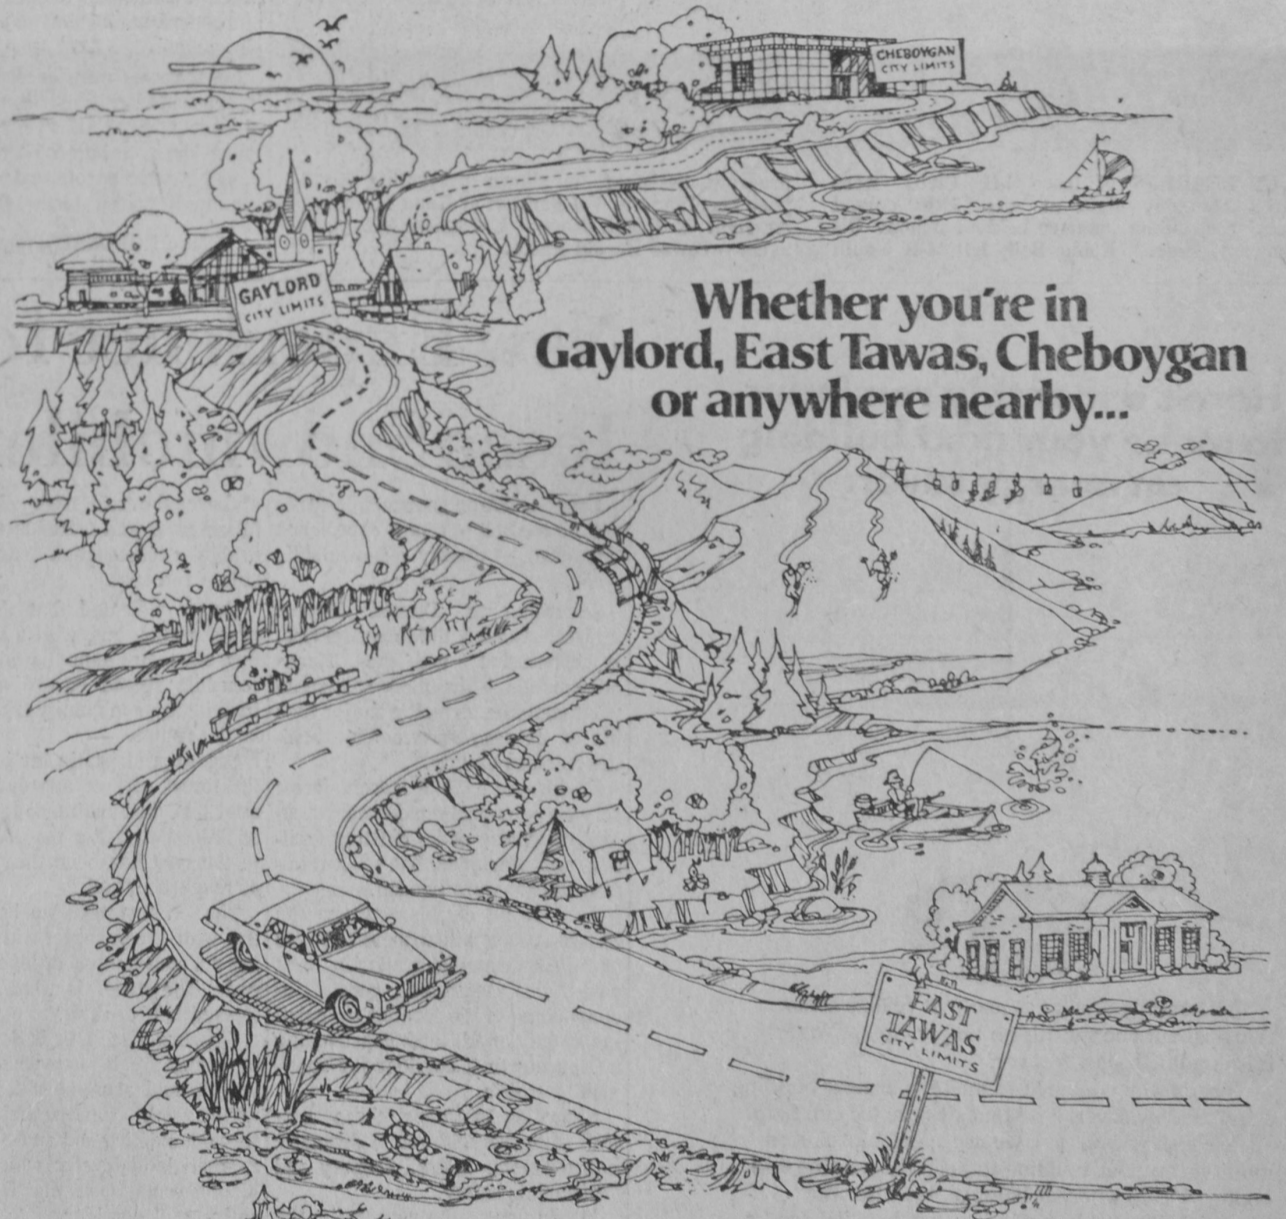 CHEBOYGAN
CITY LIMITS
GAYLORD
CITY LIMITS
Whether you're in
Gaylord, East Tawas, Cheboygan
or anywhere nearby...
EAST
TAWAS
CITY LIMITS